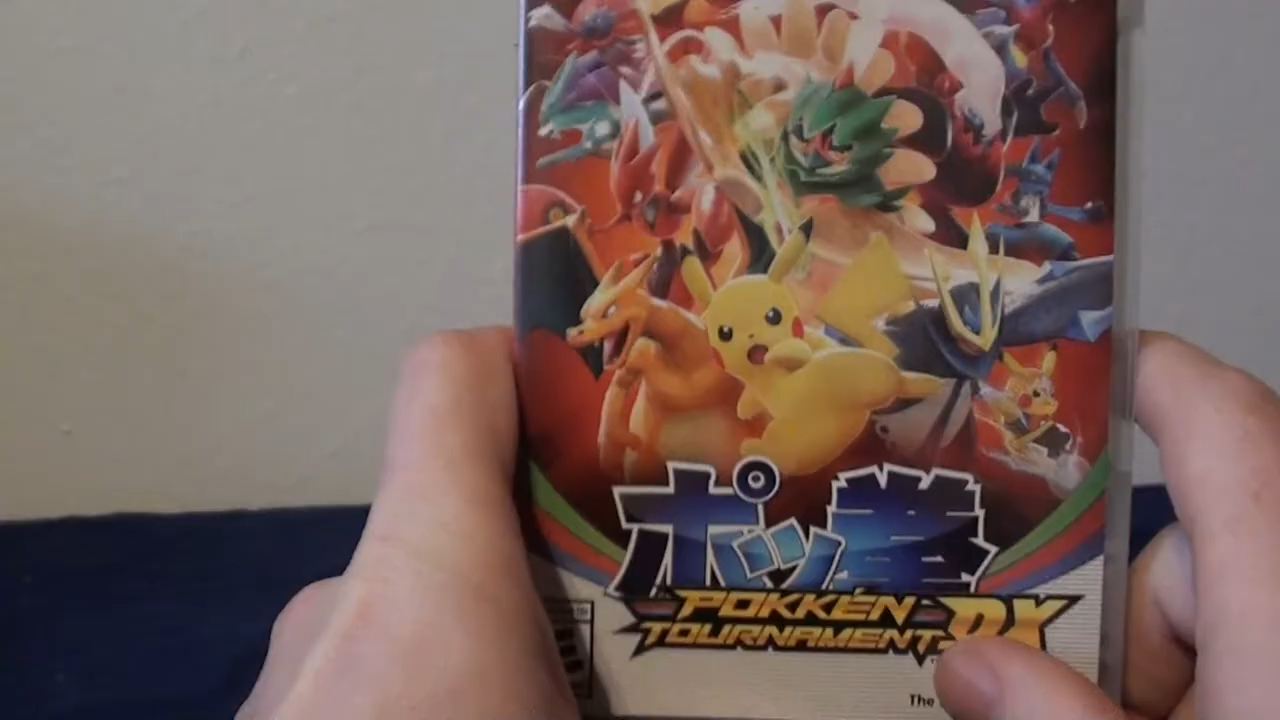 ポッ拳
POKKÉN
TOURNAMENT DX
The